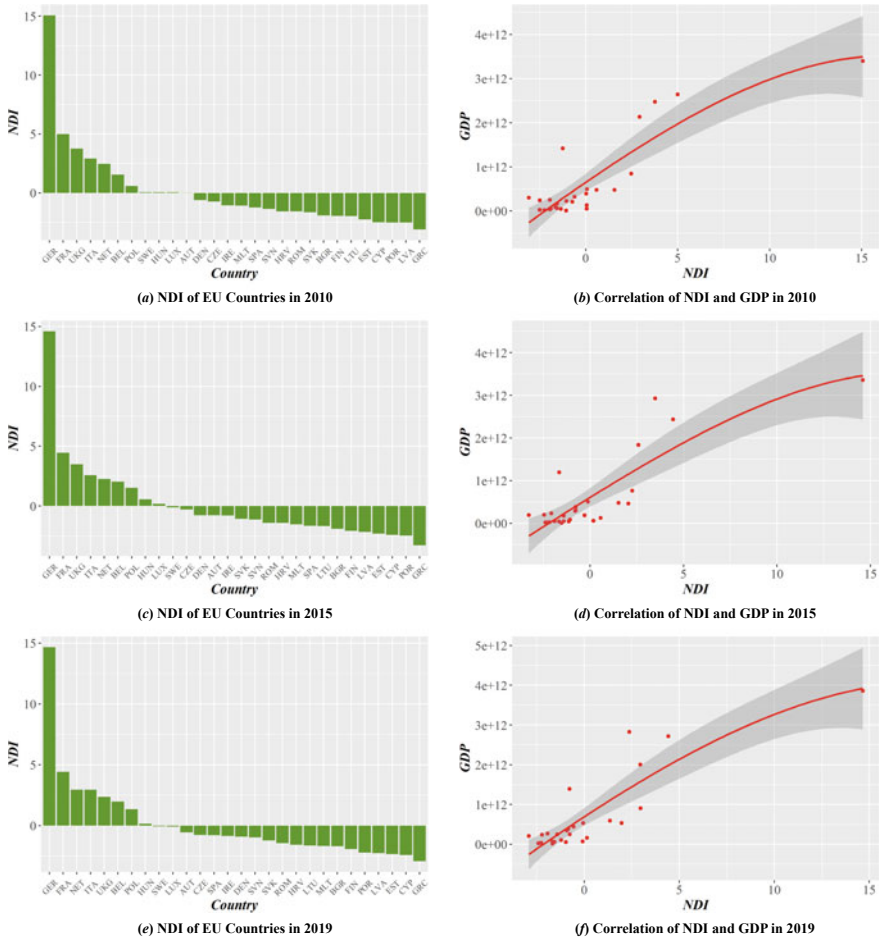 15
10
5
0
NDI
GER
FRA
UKG
ITA
NET
BEL
POL
SWE
HUN
LUX
AUT
DEN
CZE
IRE
MLT
SPA
SVN
HRV
ROM
SVK
BGR
FIN
LTU
EST
CYP
POR
LVA
GRC
Country
(a) NDI of EU Countries in 2010
4e+12
3e+12
2e+12
1e+12
0e+00
GDP
0
5
10
15
NDI
(b) Correlation of NDI and GDP in 2010
15
10
5
0
NDI
GER
FRA
UKG
ITA
NET
BEL
POL
HUN
LUX
SWE
CZE
DEN
AUT
IRE
SVK
SVN
ROM
HRV
MLT
SPA
LTU
BGR
FIN
LVA
EST
CYP
POR
GRC
Country
(c) NDI of EU Countries in 2015
4e+12
3e+12
2e+12
1e+12
0e+00
GDP
0
5
10
15
NDI
(d) Correlation of NDI and GDP in 2015
15
10
5
0
NDI
GER
FRA
NET
ITA
UKG
BEL
POL
HUN
SWE
LUX
AUT
CZE
SPA
IRE
DEN
SVN
SVK
ROM
HRV
LTU
MLT
BGR
FIN
POR
LVA
EST
CYP
GRC
Country
(e) NDI of EU Countries in 2019
5e+12
4e+12
3e+12
2e+12
1e+12
0e+00
GDP
0
5
10
15
NDI
(f) Correlation of NDI and GDP in 2019